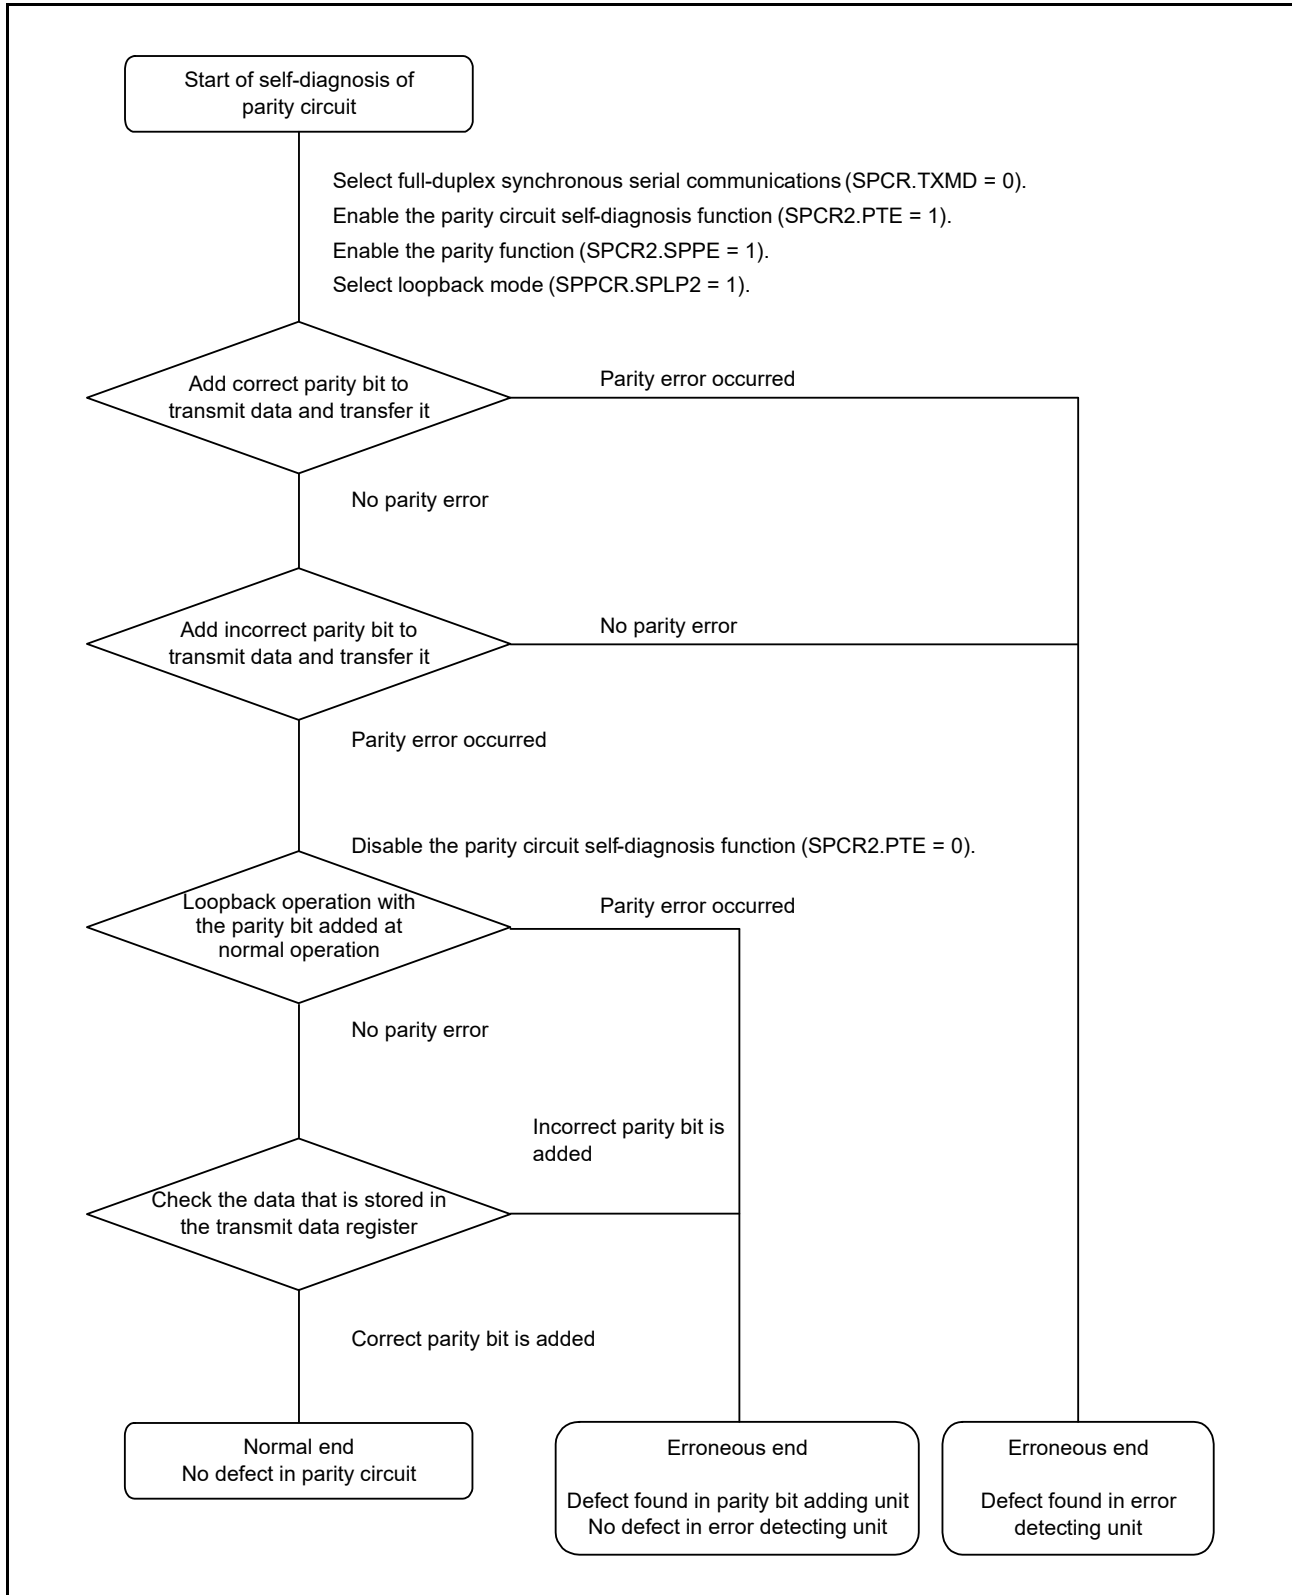 Start of self-diagnosis of
parity circuit
Select full-duplex synchronous serial communications (SPCR.TXMD = 0).
Enable the parity circuit self-diagnosis function (SPCR2.PTE = 1).
Enable the parity function (SPCR2.SPPE = 1).
Select loopback mode (SPPCR.SPLP2 = 1).
Add correct parity bit to
transmit data and transfer it
Parity error occurred
No parity error
Add incorrect parity bit to
transmit data and transfer it
No parity error
Parity error occurred
Disable the parity circuit self-diagnosis function (SPCR2.PTE = 0).
Loopback operation with
the parity bit added at
normal operation
Parity error occurred
No parity error
Incorrect parity bit is
added
Check the data that is stored in
the transmit data register
Correct parity bit is added
Normal end
No defect in parity circuit
Erroneous end
Defect found in parity bit adding unit
No defect in error detecting unit
Erroneous end
Defect found in error
detecting unit